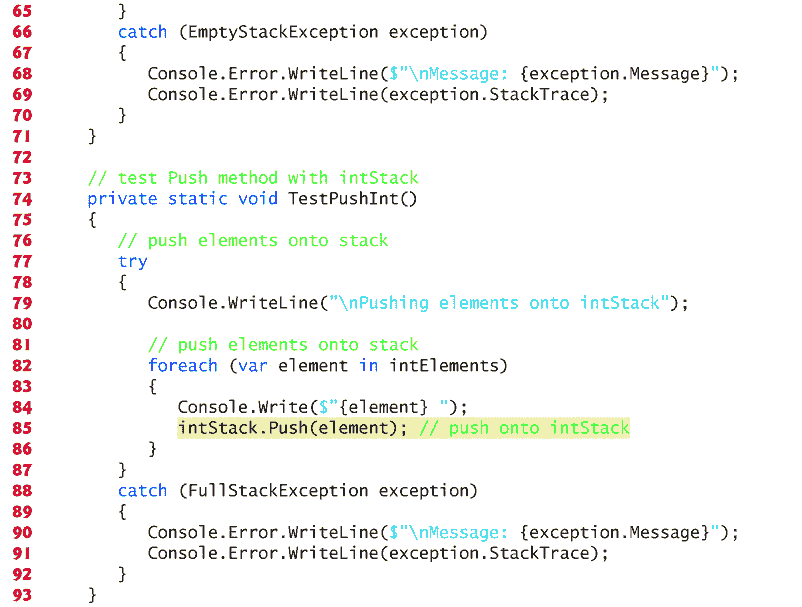 65         }
66         catch (EmptyStackException exception)
67         {
68            Console.Error.WriteLine($"\nMessage: {exception.Message}");
69            Console.Error.WriteLine(exception.StackTrace);
70         }
71      }
72
73      // test Push method with intStack
74      private static void TestPushInt()
75      {
76         // push elements onto stack
77         try
78         {
79            Console.WriteLine("\nPushing elements onto intStack");
80
81            // push elements onto stack
82            foreach (var element in intElements)
83            {
84               Console.Write($"{element} ");
85               intStack.Push(element); // push onto intStack
86            }
87         }
88         catch (FullStackException exception)
89         {
90            Console.Error.WriteLine($"\nMessage: {exception.Message}");
91            Console.Error.WriteLine(exception.StackTrace);
92         }
93      }